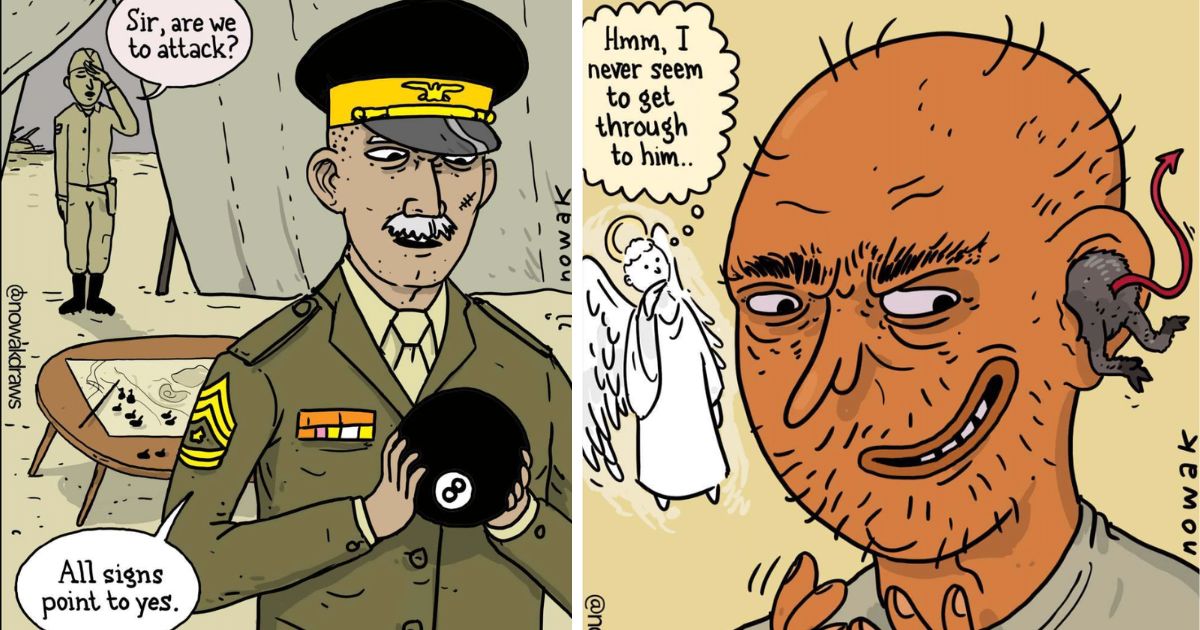 Sir, are we
to attack?
nowak
@nowakdraws
8
All signs
point to yes.
Hmm, I
never seem
to get
through
to him..
nowak